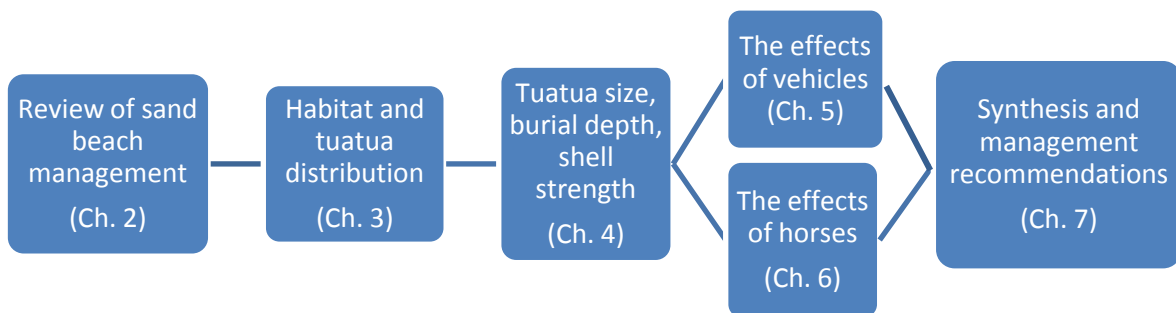 Review of sand
beach
management
(Ch. 2)
Habitat and
tuatua
distribution
(Ch. 3)
Tuatua size,
burial depth,
shell
strength
(Ch. 4)
The effects
of vehicles
(Ch. 5)
The effects
of horses
(Ch. 6)
Synthesis and
management
recommendations
(Ch. 7)